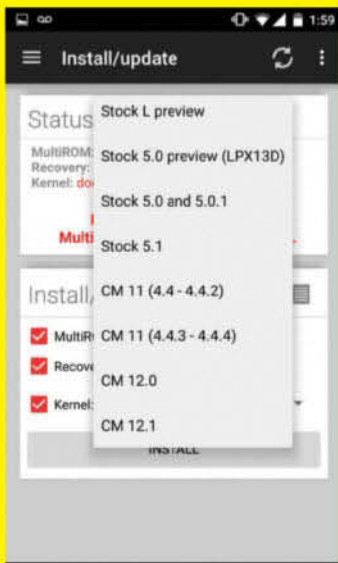 1:59
Install/update
Status
MultiROM:
Recovery:
Kernel:
Stock L preview
Stock 5.0 preview (LPX13D)
Stock 5.0 and 5.0.1
Stock 5.1
CM 11 (4.4 - 4.4.2)
CM 11 (4.4.3 - 4.4.4)
CM 12.0
CM 12.1
Install/
Kernel:
INSTALL